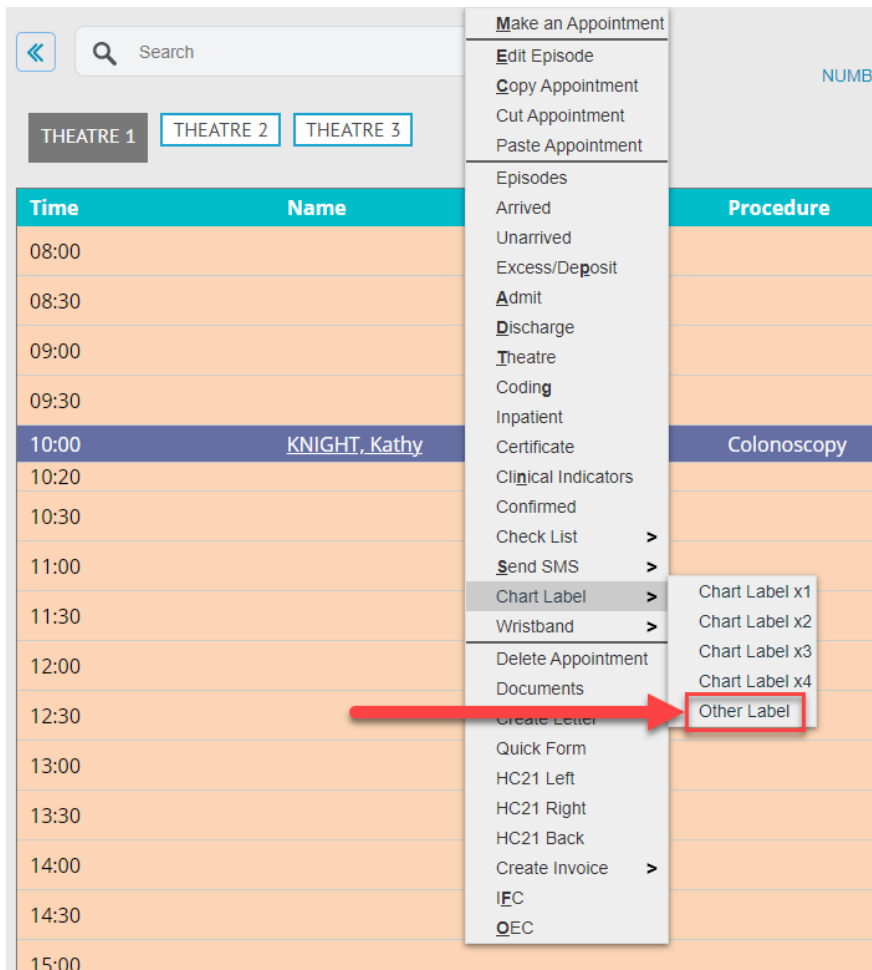 Search
NUMB
THEATRE 1 THEATRE 2 THEATRE 3
Time Name Procedure
08:00
08:30
09:00
09:30
10:00 KNIGHT, Kathy Colonoscopy
10:20
10:30
11:00
11:30
12:00
12:30
13:00
13:30
14:00
14:30
15:00
Make an Appointment
Edit Episode
Copy Appointment
Cut Appointment
Paste Appointment
Episodes
Arrived
Unarrived
Excess/Deposit
Admit
Discharge
Theatre
Coding
Inpatient
Certificate
Clinical Indicators
Confirmed
Check List >
Send SMS >
Chart Label >
Wristband >
Delete Appointment
Documents
Create Letter
Quick Form
HC21 Left
HC21 Right
HC21 Back
Create Invoice >
IFC
OEC
Chart Label x1
Chart Label x2
Chart Label x3
Chart Label x4
Other Label